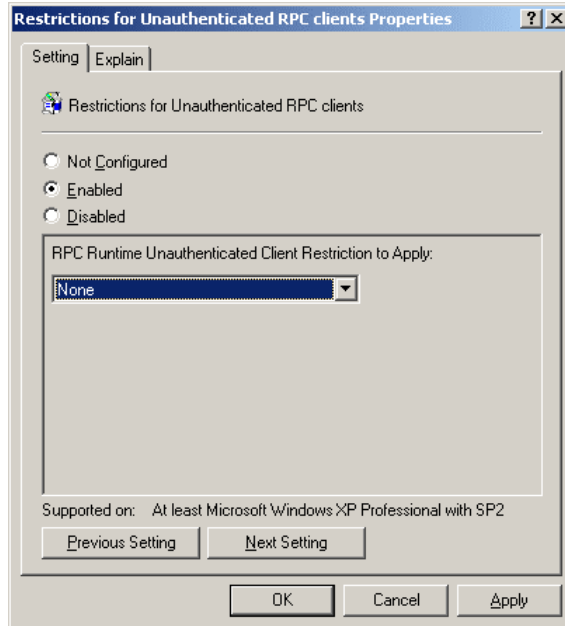 Restrictions for Unauthenticated RPC clients Properties
Setting
Explain
Restrictions for Unauthenticated RPC clients
Not Configured
Enabled
Disabled
RPC Runtime Unauthenticated Client Restriction to Apply:
None
Supported on: At least Microsoft Windows XP Professional with SP2
Previous Setting
Next Setting
OK
Cancel
Apply